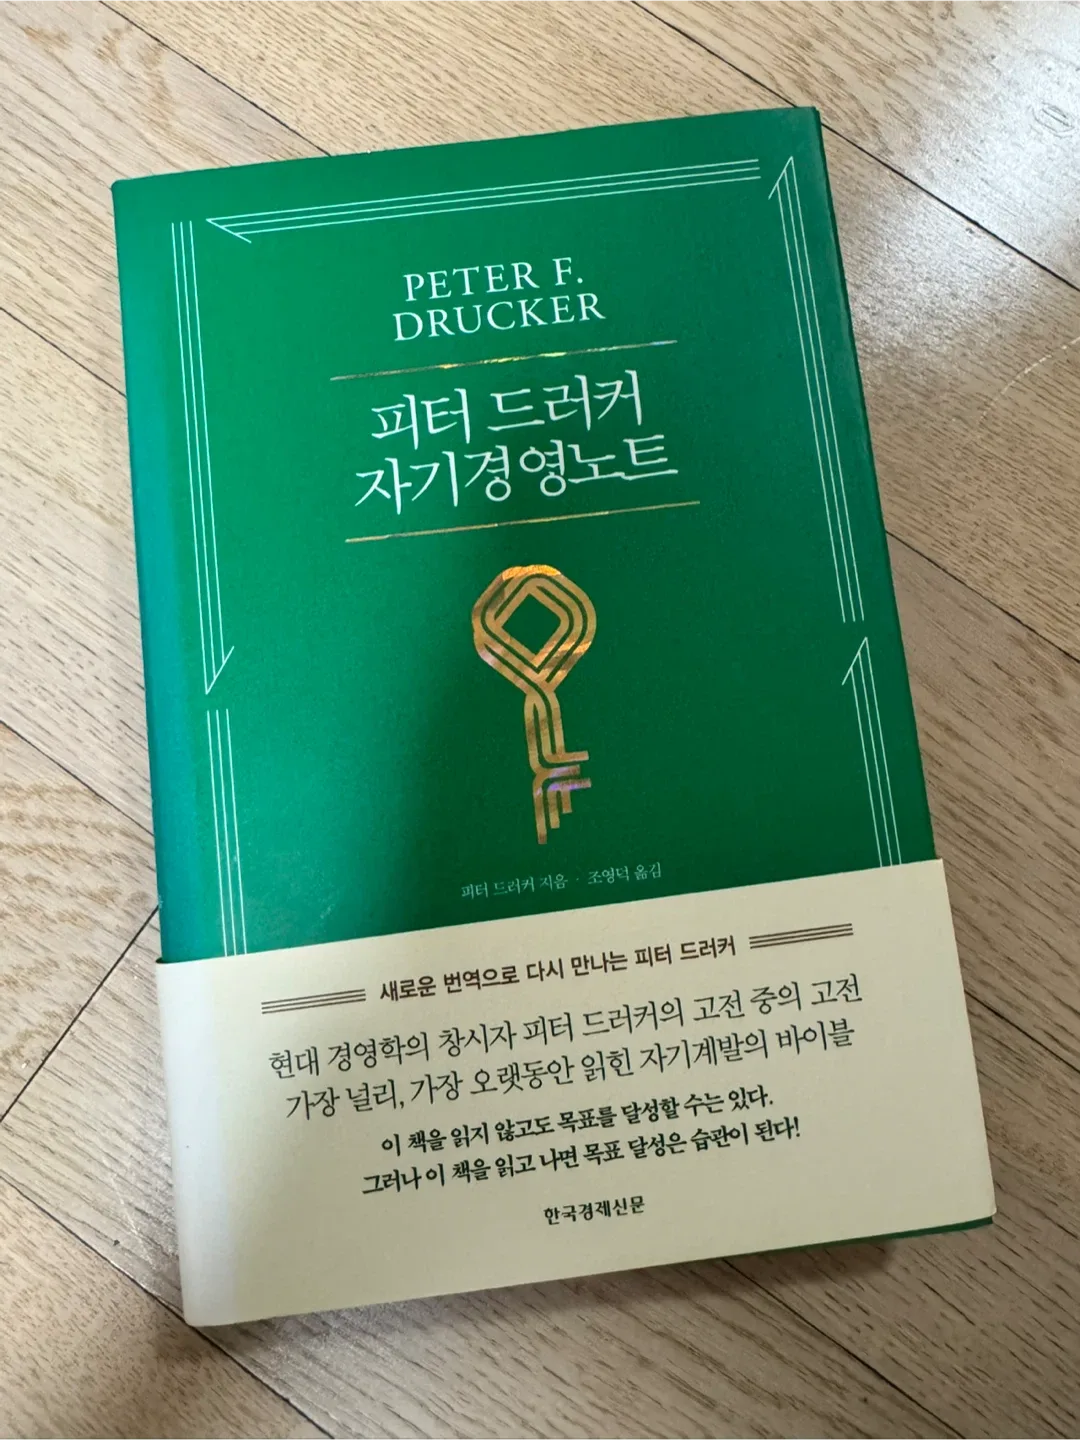 PETER F.
DRUCKER
피터 드러커
자기경영노트
피터 드러커 지음 · 조영덕 옮김
새로운 번역으로 다시 만나는 피터 드러커
현대 경영학의 창시자 피터 드러커의 고전 중의 고전
가장 널리, 가장 오랫동안 읽힌 자기계발의 바이블
이 책을 읽지 않고도 목표를 달성할 수는 있다.
그러나 이 책을 읽고 나면 목표 달성은 습관이 된다!
한국경제신문